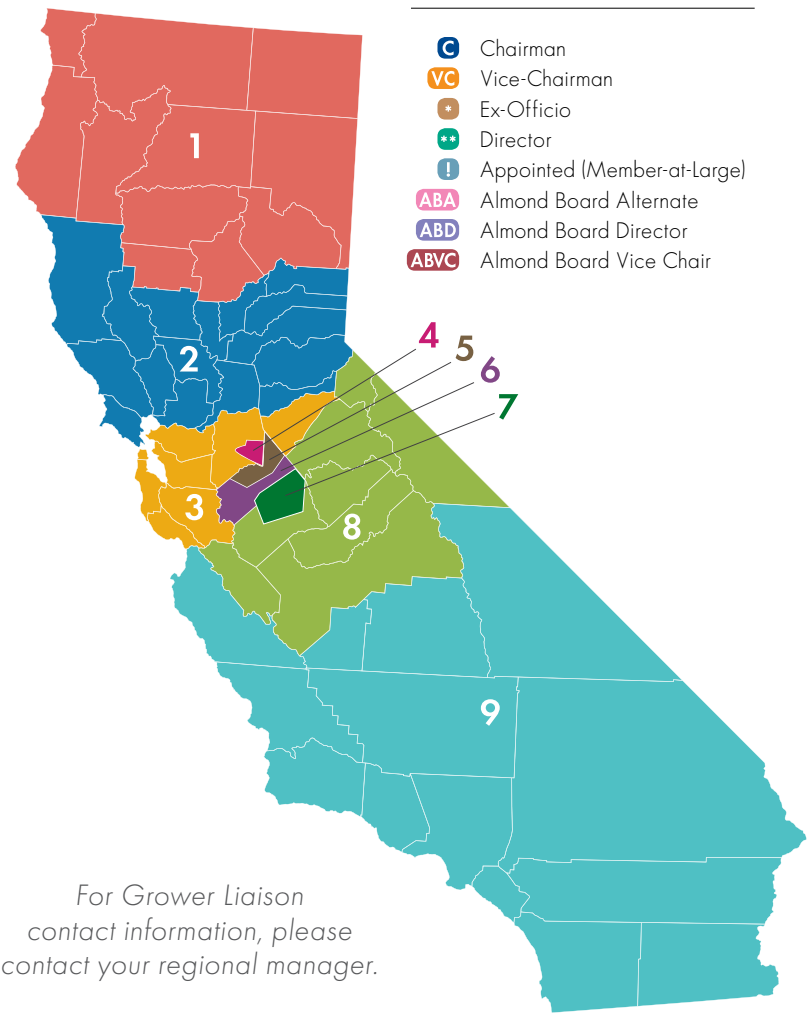 C Chairman
VC Vice-Chairman
* Ex-Officio
** Director
! Appointed (Member-at-Large)
ABA Almond Board Alternate
ABD Almond Board Director
ABVC Almond Board Vice Chair
1
2
3
4
5
6
7
8
9
For Grower Liaison
contact information, please
contact your regional manager.